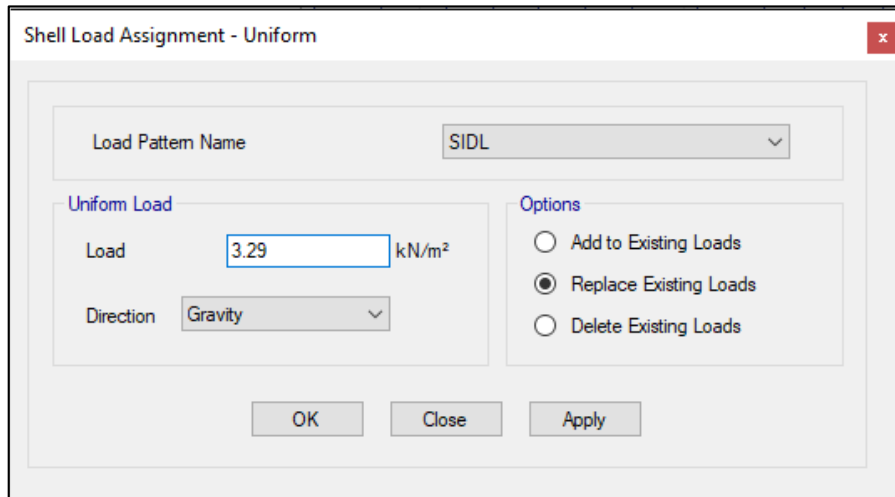 Shell Load Assignment - Uniform
x
Load Pattern Name
SIDL
Uniform Load
Load
3.29
kN/m²
Direction
Gravity
Options
Add to Existing Loads
Replace Existing Loads
Delete Existing Loads
OK
Close
Apply